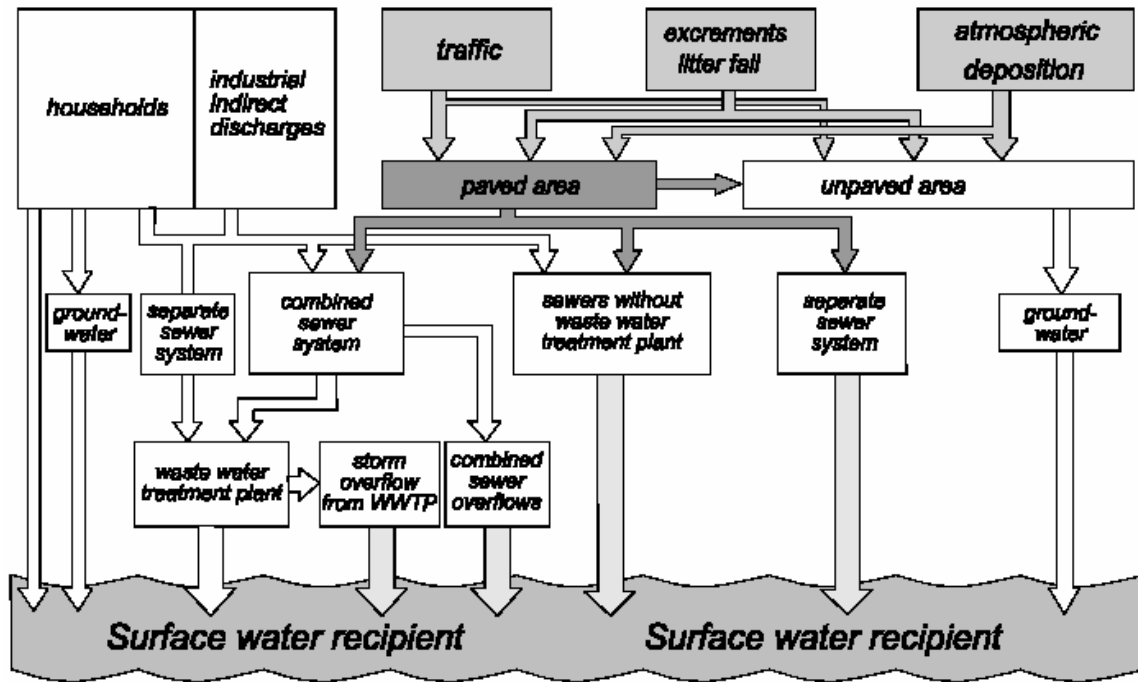 households
industrial
indirect
discharges
traffic
excrements
litter fall
atmospheric
deposition
paved area
unpaved area
ground-
water
separate
sewer
system
combined
sewer
system
sewers without
waste water
treatment plant
seperate
sewer
system
ground-
water
waste water
treatment plant
storm
overflow
from WWTP
combined
sewer
overflows
Surface water recipient
Surface water recipient